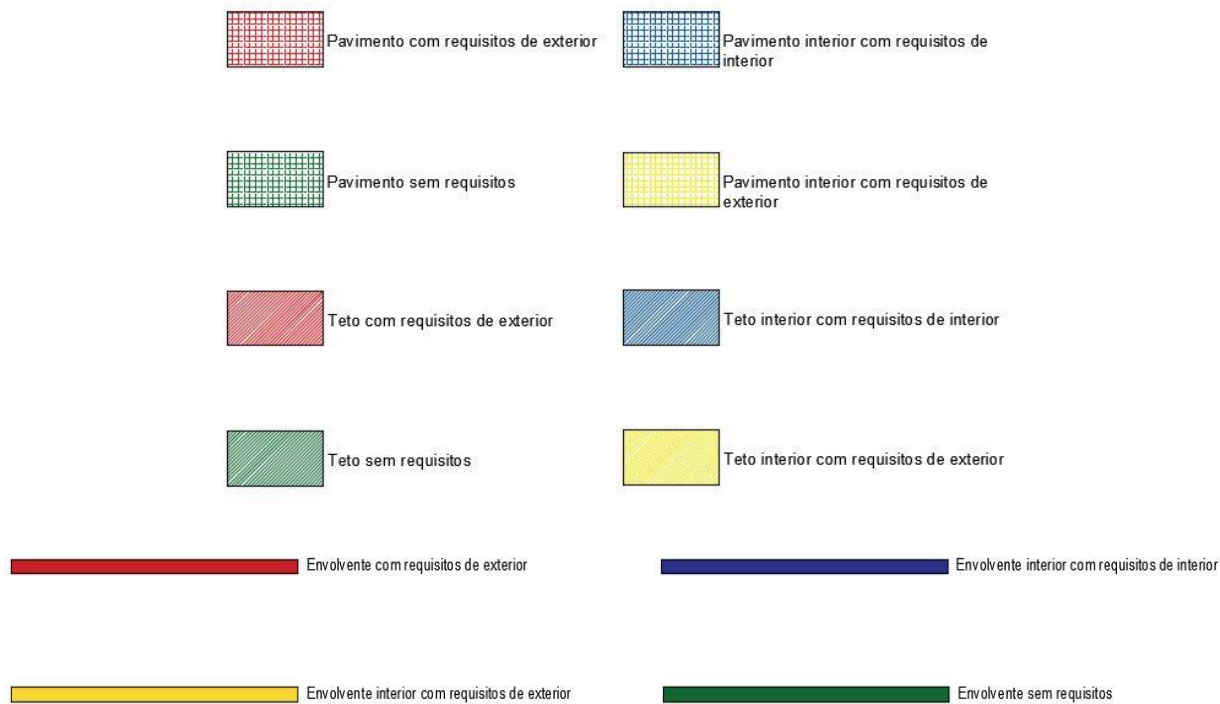 Pavimento com requisitos de exterior
Pavimento interior com requisitos de
interior
Pavimento sem requisitos
Pavimento interior com requisitos de
exterior
Teto com requisitos de exterior
Teto interior com requisitos de interior
Teto sem requisitos
Teto interior com requisitos de exterior
Envolvente com requisitos de exterior
Envolvente interior com requisitos de interior
Envolvente interior com requisitos de exterior
Envolvente sem requisitos